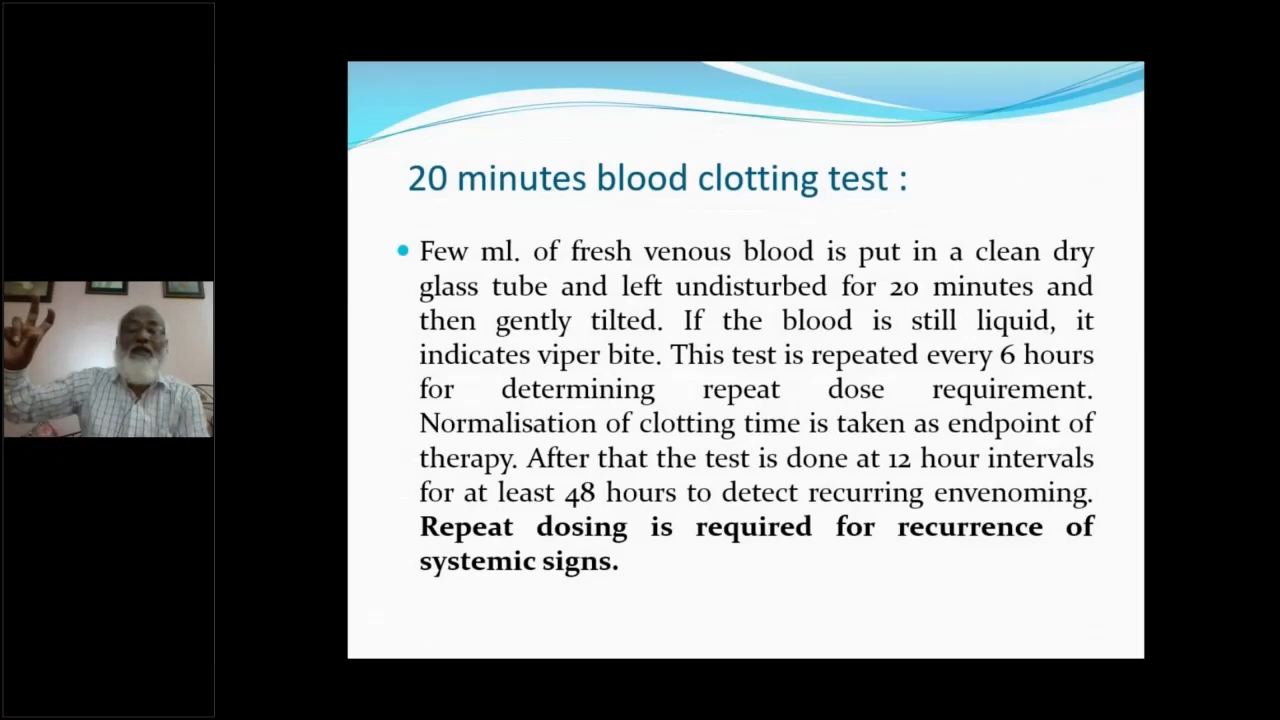 20 minutes blood clotting test :
Few ml. of fresh venous blood is put in a clean dry
glass tube and left undisturbed for 20 minutes and
then gently tilted. If the blood is still liquid, it
indicates viper bite. This test is repeated every 6 hours
for determining repeat dose requirement.
Normalisation of clotting time is taken as endpoint of
therapy. After that the test is done at 12 hour intervals
for at least 48 hours to detect recurring envenoming.
Repeat dosing is required for recurrence of
systemic signs.